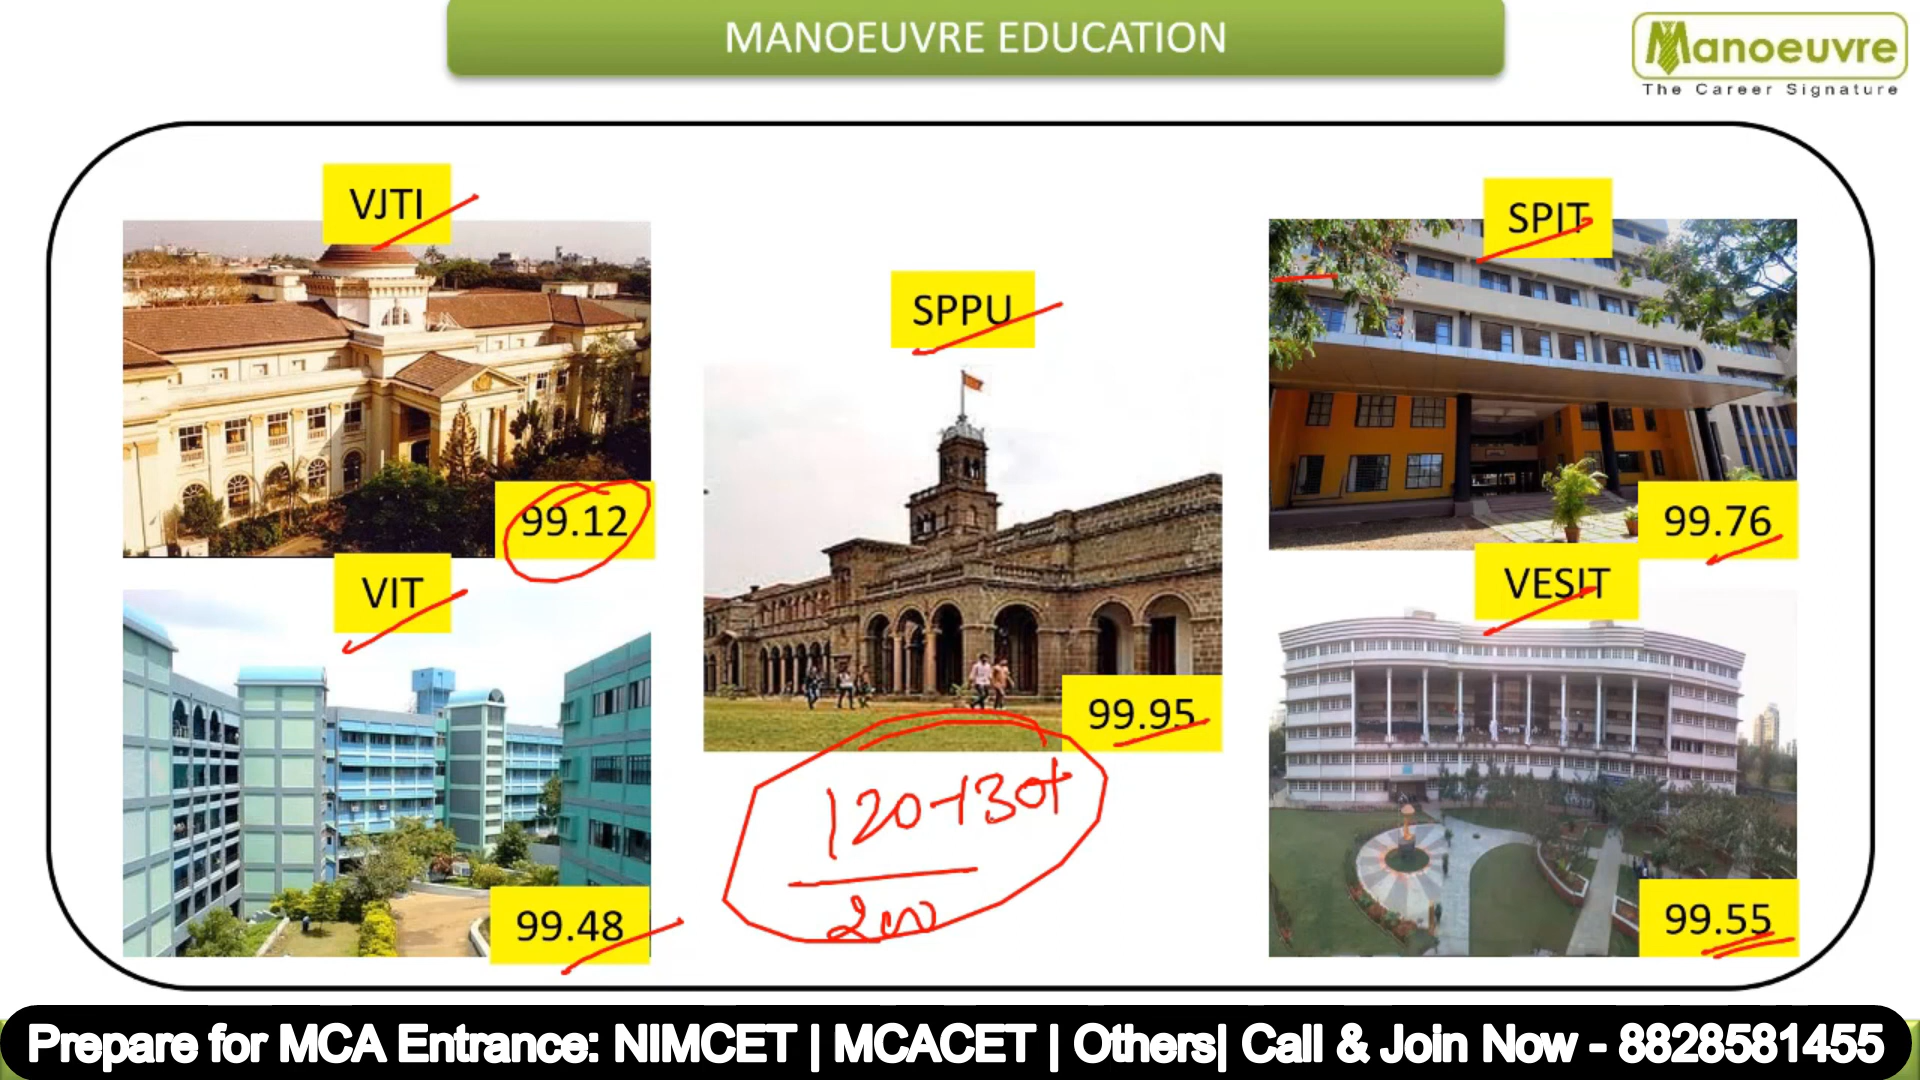 MANOEUVRE EDUCATION
Manoeuvre
The Career Signature
VJTI
99.12
VIT
99.48
SPPU
99.95
120-130+
200
SPIT
99.76
VESIT
99.55
Prepare for MCA Entrance: NIMCET | MCACET | Others| Call & Join Now - 8828581455